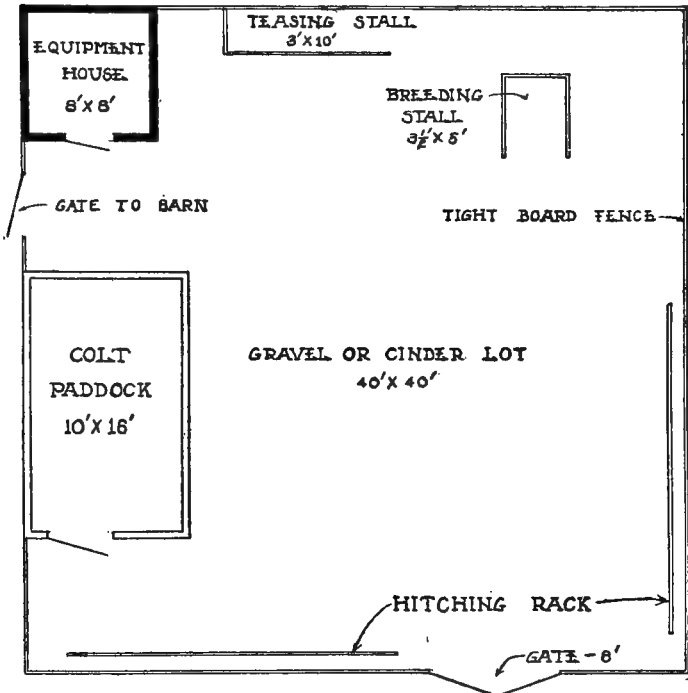 TEASING STALL
3'X10'
EQUIPMENT
HOUSE
8'X8'
BREEDING
STALL
3½'X5'
GATE TO BARN
TIGHT BOARD FENCE
COLT
PADDOCK
10'X16'
GRAVEL OR CINDER LOT
40'X40'
HITCHING RACK
GATE-8'